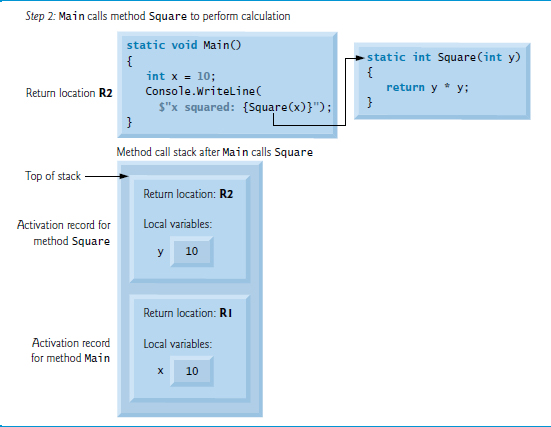 Step 2: Main calls method Square to perform calculation
static void Main()
{
int x = 10;
Console.WriteLine(
$"x squared: {Square(x)}");
}
Return location R2
static int Square(int y)
{
return y * y;
}
Method call stack after Main calls Square
Top of stack
Return location: R2
Activation record for
method Square
Local variables:
y 10
Return location: R1
Activation record
for method Main
Local variables:
x 10